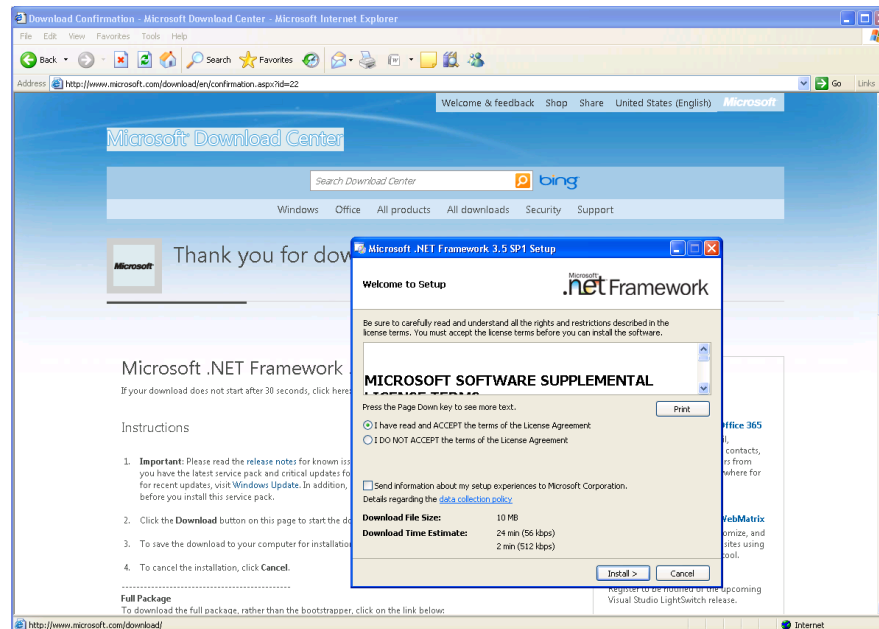 Download Confirmation - Microsoft Download Center - Microsoft Internet Explorer
File Edit View Favorites Tools Help
Back Search Favorites
Address http://www.microsoft.com/download/en/confirmation.aspx?id=22 Go Links
Welcome & feedback Shop Share United States (English) Microsoft
Microsoft Download Center
Search Download Center bing
Windows Office All products All downloads Security Support
Microsoft
Thank you for dow
Microsoft .NET Framework 3.5 SP1 Setup
Welcome to Setup
Microsoft .net Framework
Be sure to carefully read and understand all the rights and restrictions described in the
license terms. You must accept the license terms before you can install the software.
MICROSOFT SOFTWARE SUPPLEMENTAL
LICENSE TERMS
Press the Page Down key to see more text.
Print
I have read and ACCEPT the terms of the License Agreement
I DO NOT ACCEPT the terms of the License Agreement
Send information about my setup experiences to Microsoft Corporation.
Details regarding the data collection policy
Download File Size: 10 MB
Download Time Estimate: 24 min (56 kbps)
2 min (512 kbps)
Install > Cancel
Microsoft .NET Framework
If your download does not start after 30 seconds, click here:
Instructions
1. Important: Please read the release notes for known iss
you have the latest service pack and critical updates fo
for recent updates, visit Windows Update. In addition,
before you install this service pack.
2. Click the Download button on this page to start the do
3. To save the download to your computer for installatio
4. To cancel the installation, click Cancel.
Full Package
To download the full package, rather than the bootstrapper, click on the link below:
ffice 365
il,
contacts,
rs from
where for
WebMatrix
omize, and
sites using
tool.
Register to be notified of the upcoming
Visual Studio LightSwitch release.
http://www.microsoft.com/download/ Internet